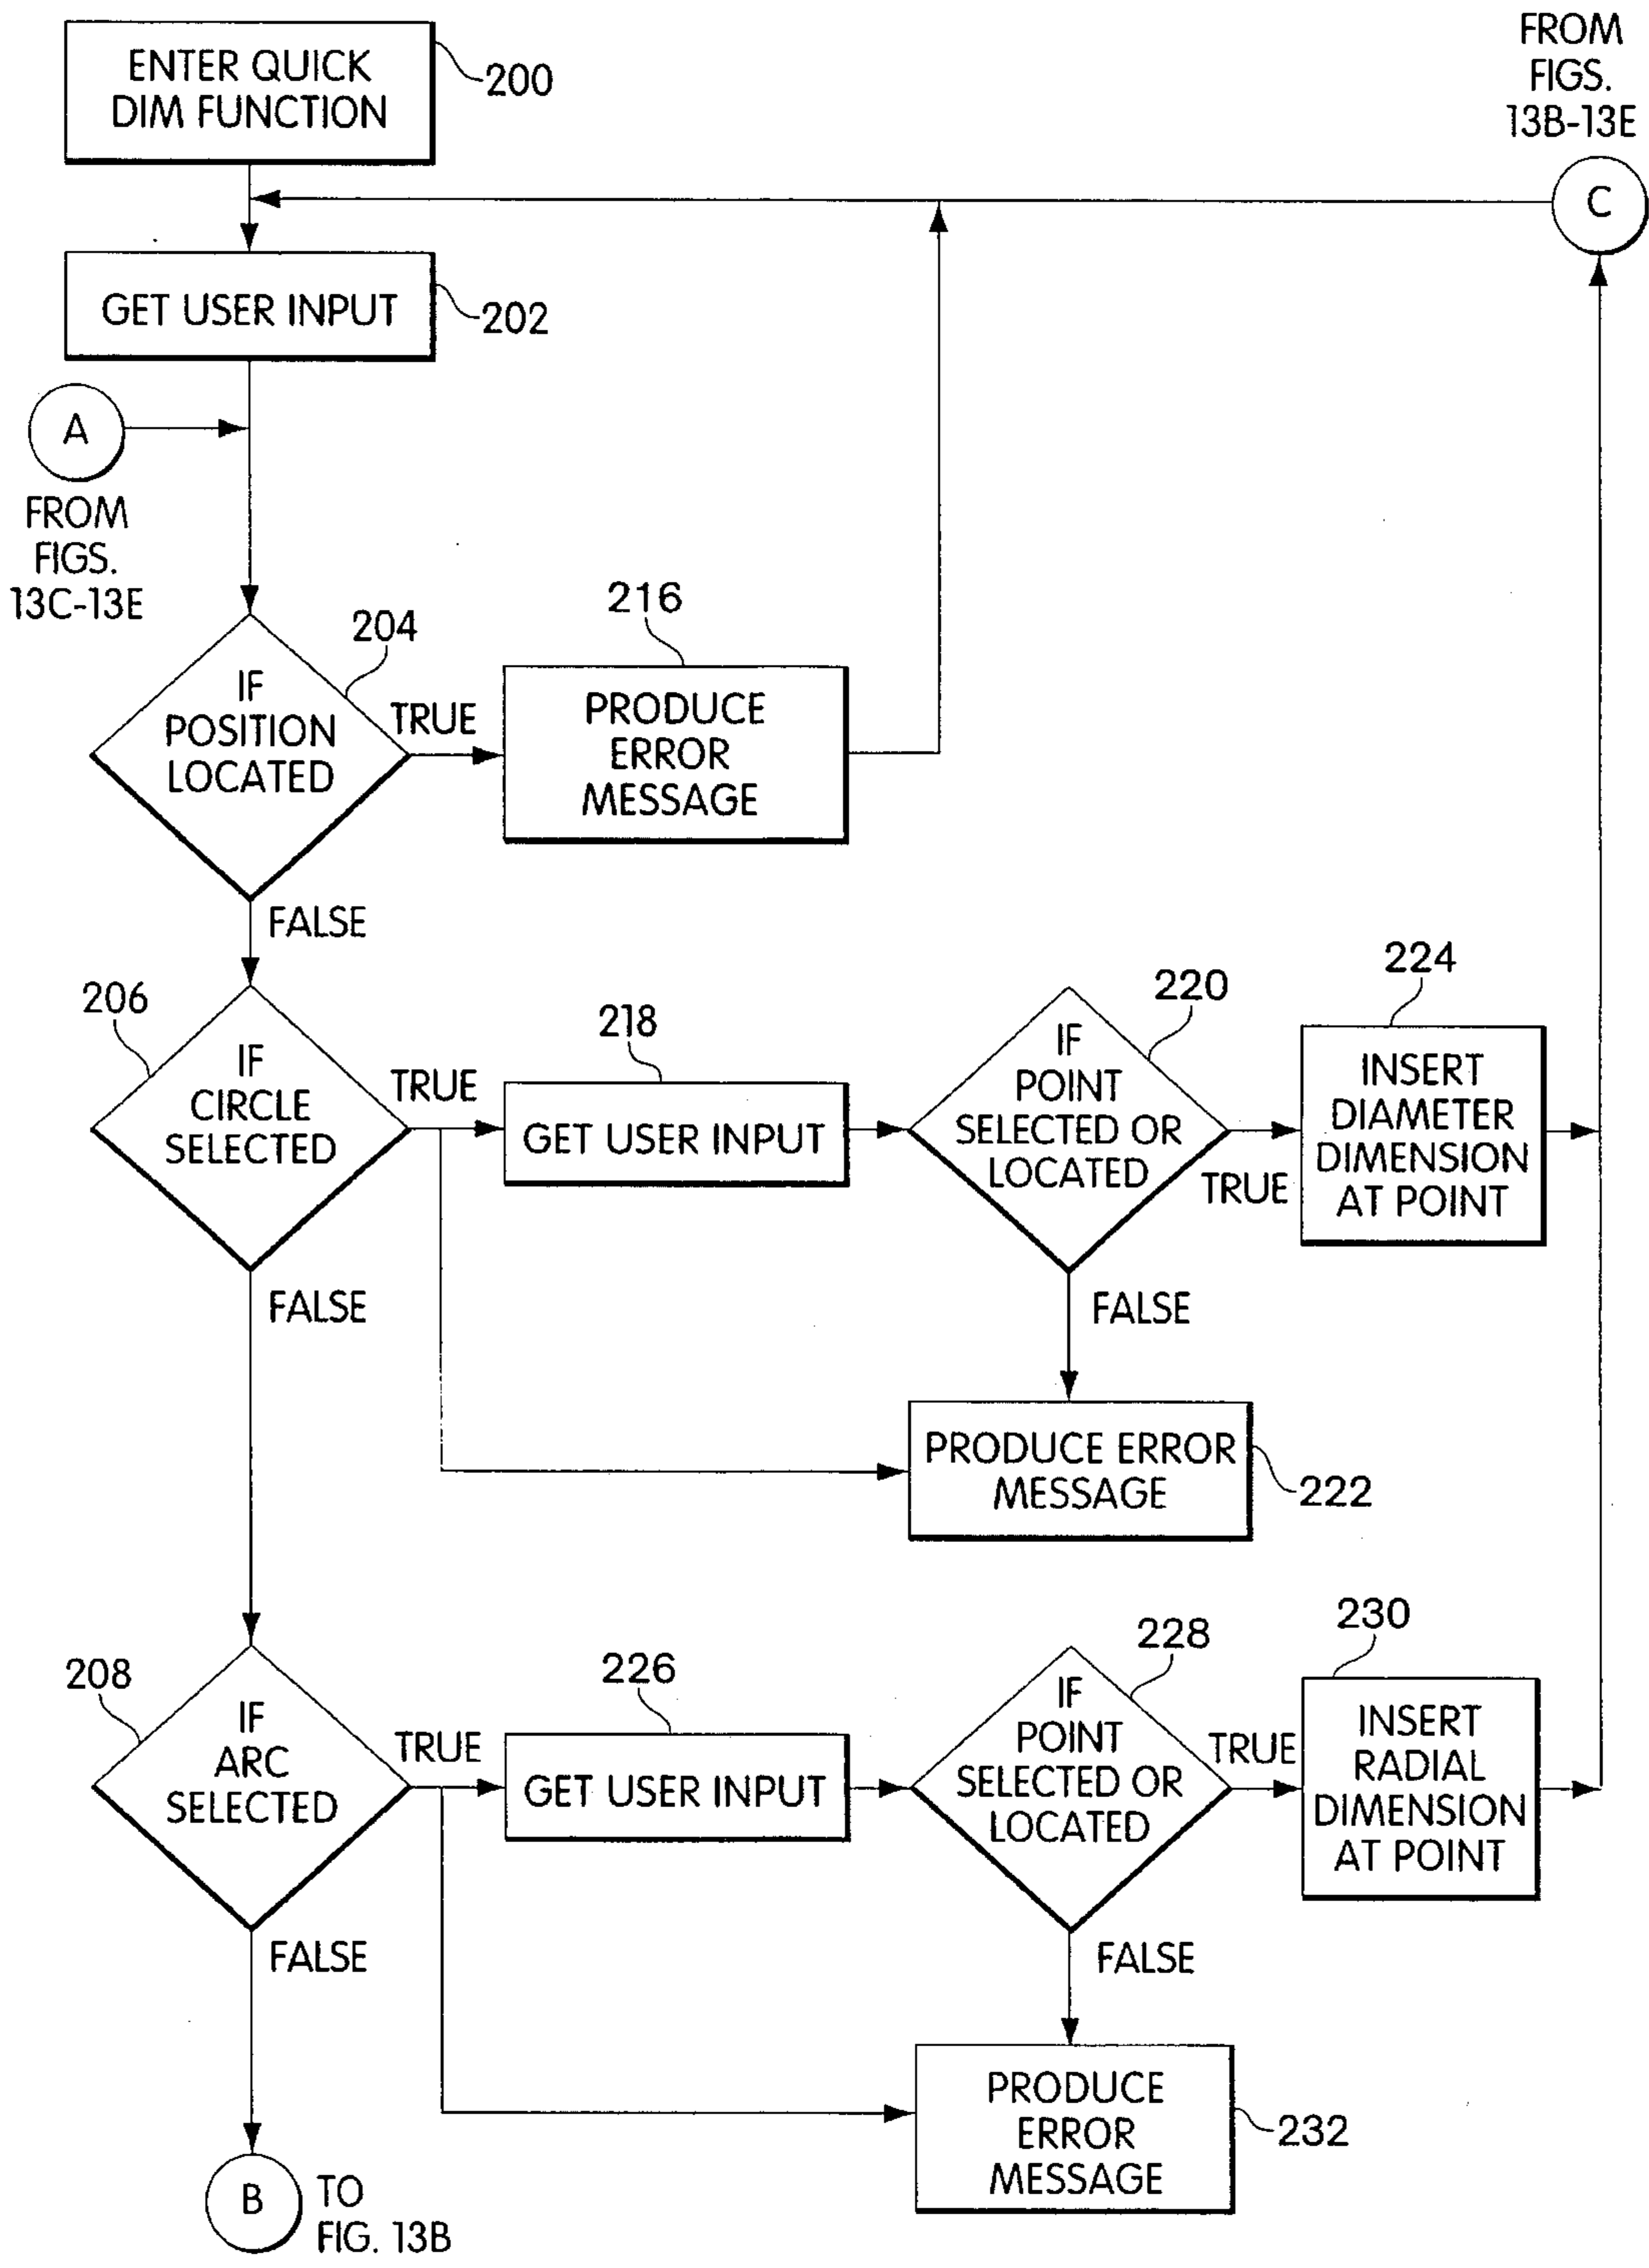 ENTER QUICK
DIM FUNCTION
200
FROM
FIGS.
13B-13E
C
GET USER INPUT
202
A
FROM
FIGS.
13C-13E
204
IF
POSITION
LOCATED
TRUE
216
PRODUCE
ERROR
MESSAGE
FALSE
206
IF
CIRCLE
SELECTED
TRUE
218
GET USER INPUT
220
IF
POINT
SELECTED OR
LOCATED
TRUE
224
INSERT
DIAMETER
DIMENSION
AT POINT
FALSE
FALSE
PRODUCE ERROR
MESSAGE
222
208
IF
ARC
SELECTED
TRUE
226
GET USER INPUT
228
IF
POINT
SELECTED OR
LOCATED
TRUE
230
INSERT
RADIAL
DIMENSION
AT POINT
FALSE
FALSE
PRODUCE
ERROR
MESSAGE
232
B
TO
FIG. 13B